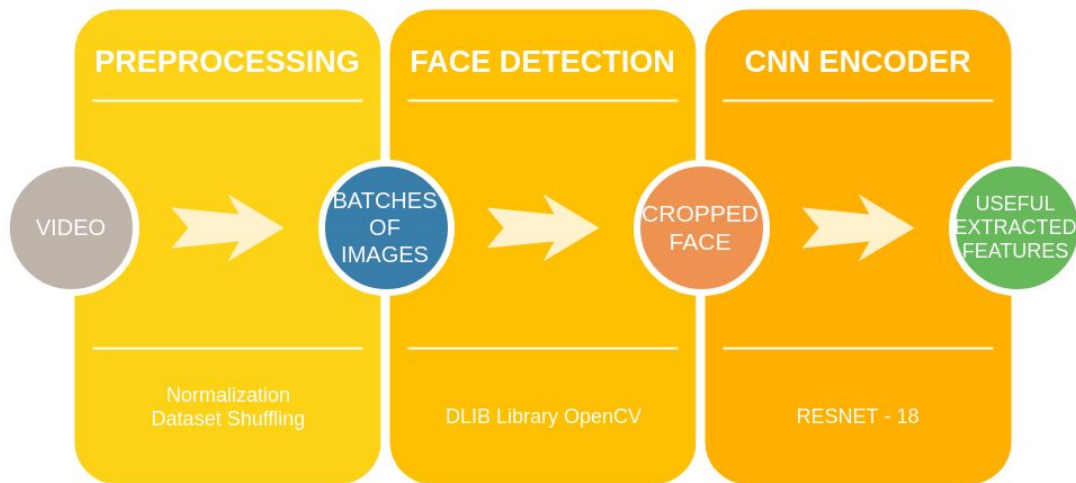 PREPROCESSING
FACE DETECTION
CNN ENCODER
VIDEO
BATCHES
OF
IMAGES
CROPPED
FACE
USEFUL
EXTRACTED
FEATURES
Normalization
Dataset Shuffling
DLIB Library OpenCV
RESNET - 18